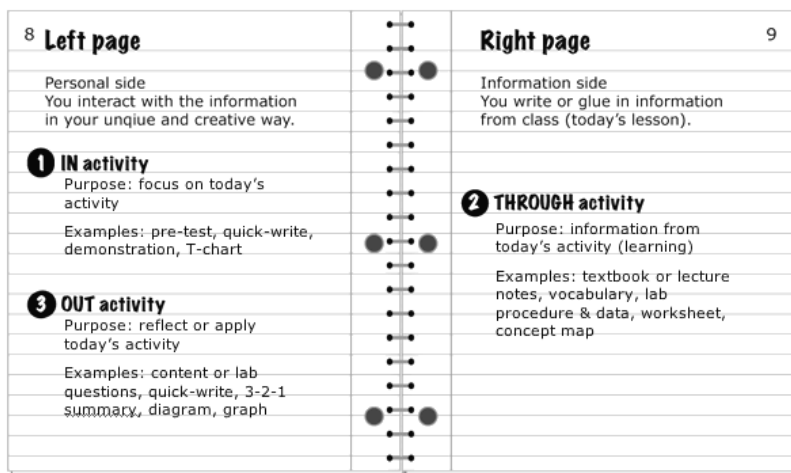 8 Left page
Personal side
You interact with the information
in your unqiue and creative way.
1 IN activity
Purpose: focus on today's
activity
Examples: pre-test, quick-write,
demonstration, T-chart
3 OUT activity
Purpose: reflect or apply
today's activity
Examples: content or lab
questions, quick-write, 3-2-1
summary, diagram, graph
Right page 9
Information side
You write or glue in information
from class (today's lesson).
2 THROUGH activity
Purpose: information from
today's activity (learning)
Examples: textbook or lecture
notes, vocabulary, lab
procedure & data, worksheet,
concept map